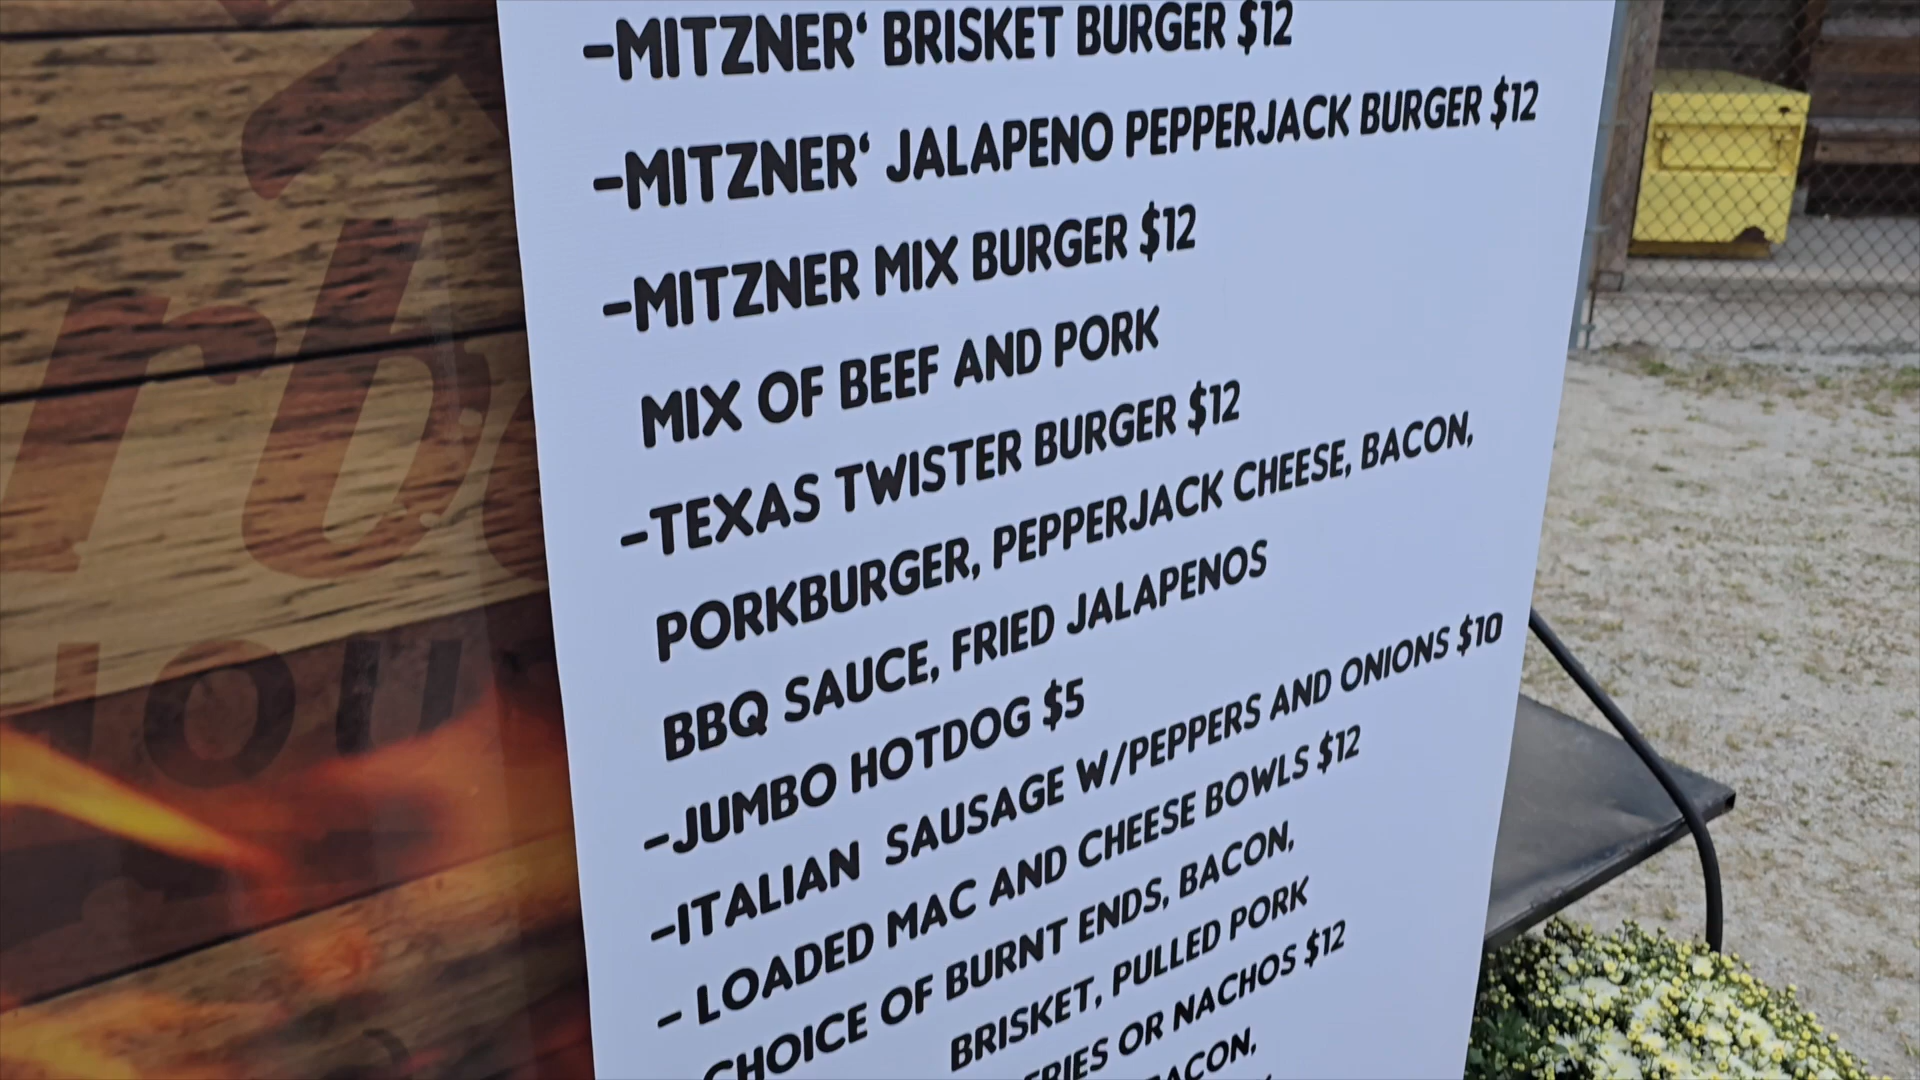 -MITZNER‘ BRISKET BURGER $12
-MITZNER‘ JALAPENO PEPPERJACK BURGER $12
-MITZNER MIX BURGER $12
MIX OF BEEF AND PORK
-TEXAS TWISTER BURGER $12
PORKBURGER, PEPPERJACK CHEESE, BACON,
BBQ SAUCE, FRIED JALAPENOS
-JUMBO HOTDOG $5
-ITALIAN SAUSAGE W/PEPPERS AND ONIONS $10
- LOADED MAC AND CHEESE BOWLS $12
CHOICE OF BURNT ENDS, BACON,
BRISKET, PULLED PORK
FRIES OR NACHOS $12
BACON,